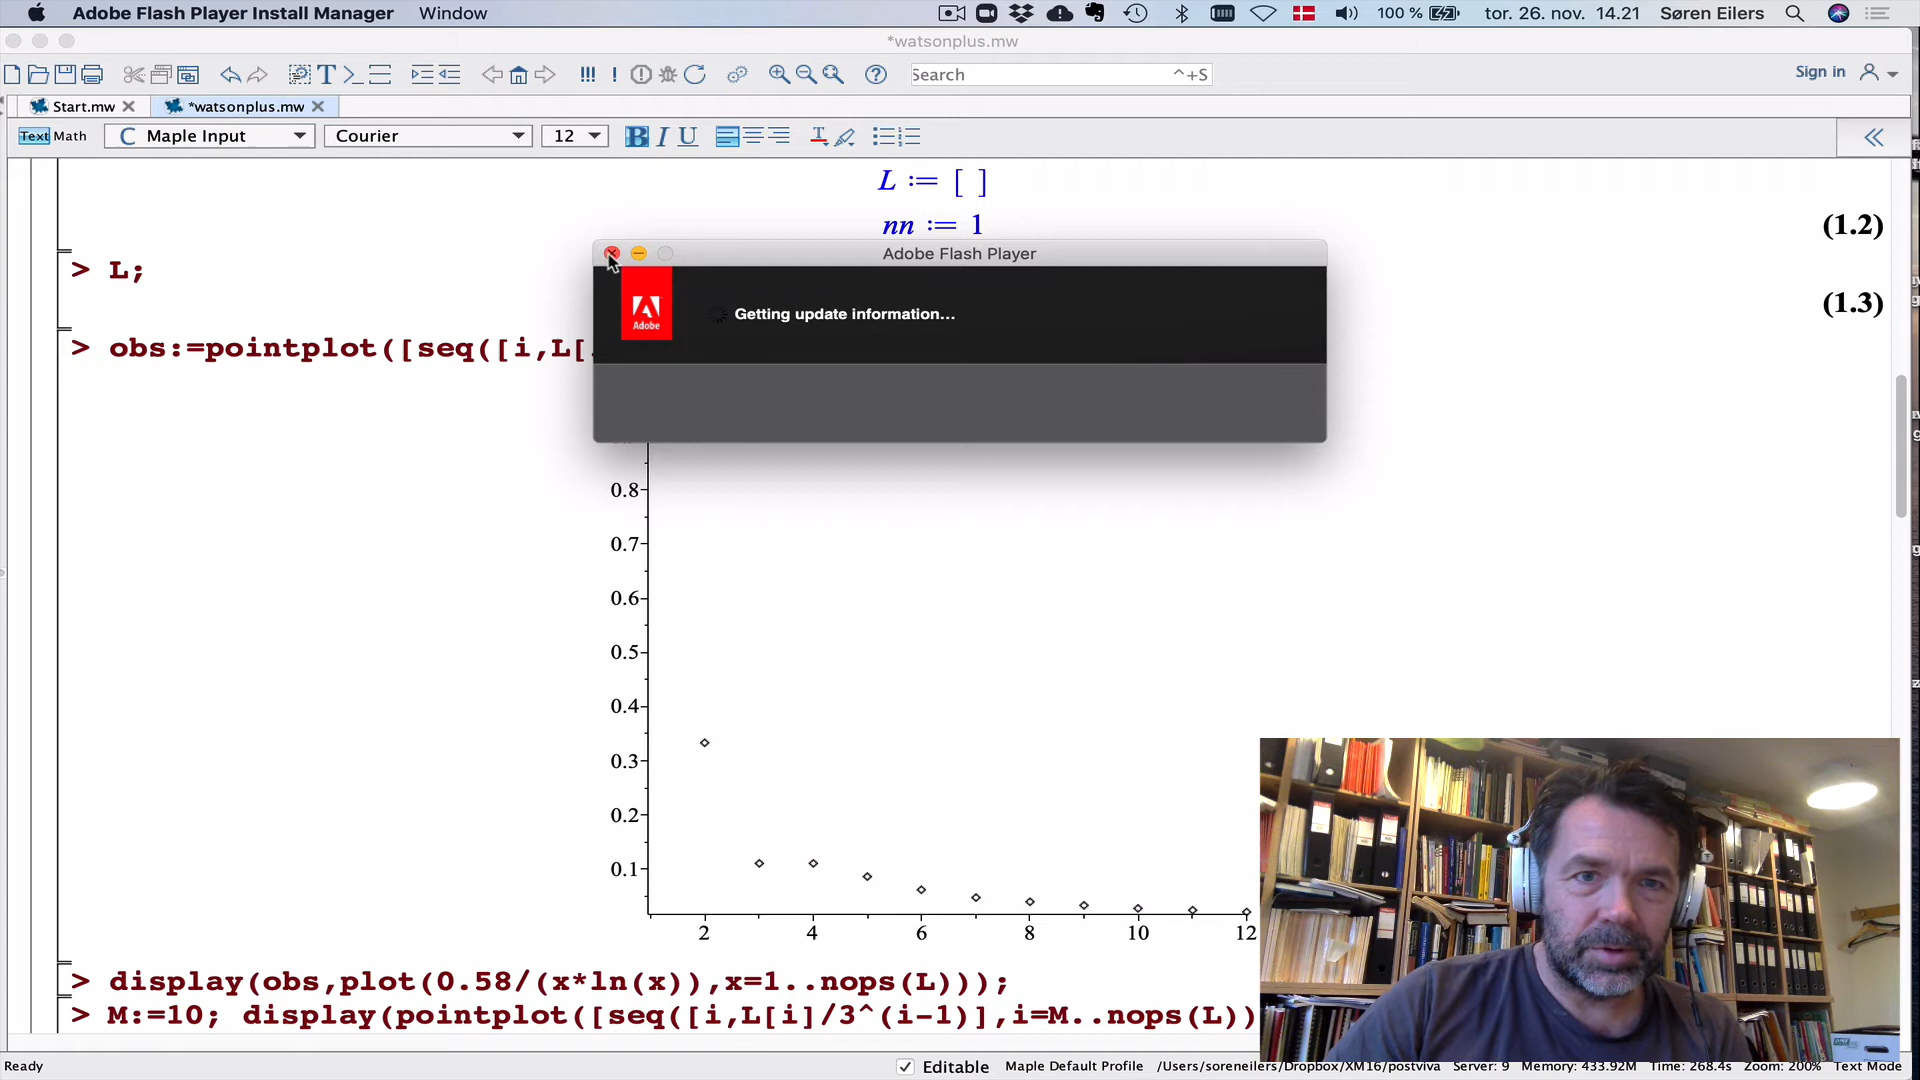 Adobe Flash Player Install Manager Window 100 % tor. 26. nov. 14.21 Søren Eilers
*watsonplus.mw
Search ^+S Sign in
Start.mw *watsonplus.mw
Text Math C Maple Input Courier 12 B I U
L := [ ]
nn := 1
(1.2)
Adobe Flash Player
> L;
(1.3)
Adobe
Getting update information...
> obs:=pointplot([seq([i,L[
0.8
0.7
0.6
0.5
0.4
0.3
0.2
0.1
2 4 6 8 10 12
> display(obs,plot(0.58/(x*ln(x)),x=1..nops(L)));
> M:=10; display(pointplot([seq([i,L[i]/3^(i-1)],i=M..nops(L))
Ready Editable Maple Default Profile /Users/soreneilers/Dropbox/XM16/postviva Server: 9 Memory: 433.92M Time: 268.4s Zoom: 200% Text Mode